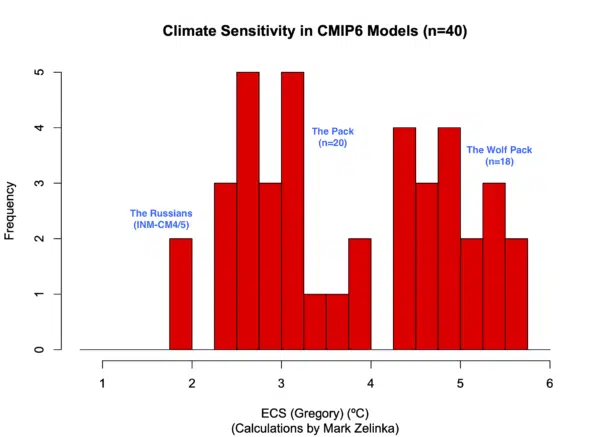 Climate Sensitivity in CMIP6 Models (n=40)
5
4
3
2
1
0
Frequency
The Pack
(n=20)
The Wolf Pack
(n=18)
The Russians
(INM-CM4/5)
1 2 3 4 5 6
ECS (Gregory) (ºC)
(Calculations by Mark Zelinka)